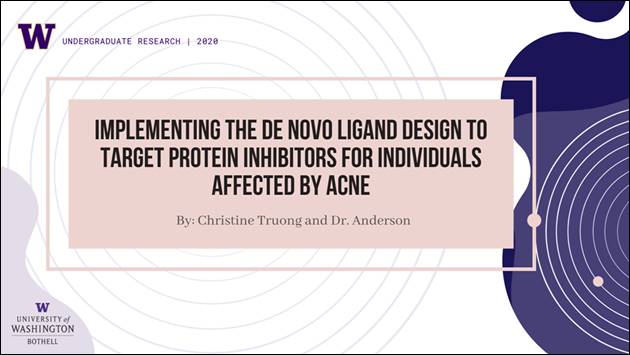 W UNDERGRADUATE RESEARCH | 2020
IMPLEMENTING THE DE NOVO LIGAND DESIGN TO
TARGET PROTEIN INHIBITORS FOR INDIVIDUALS
AFFECTED BY ACNE
By: Christine Truong and Dr. Anderson
W
UNIVERSITY of
WASHINGTON
BOTHELL